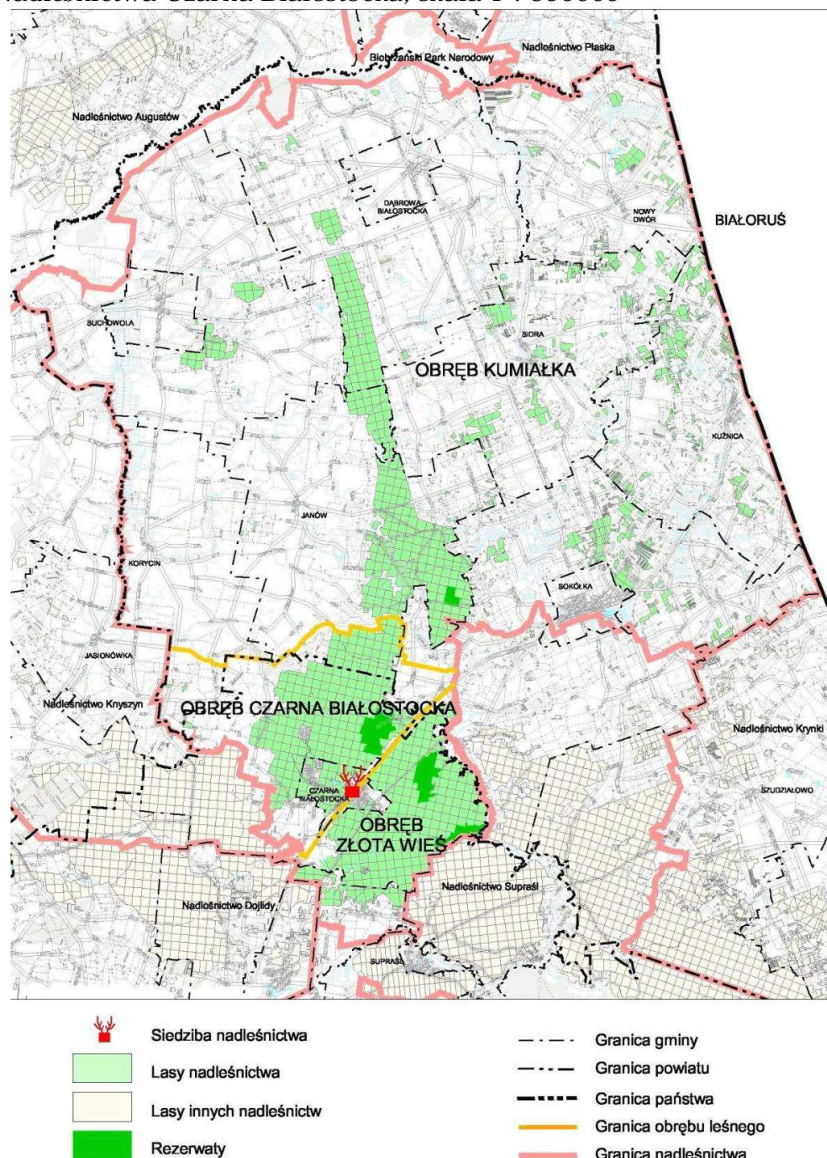 Nadleśnictwa Czarna Białostocka, skala 1 : 300000
Biebrzański Park Narodowy
Nadleśnictwo Płaska
Nadleśnictwo Augustów
DĄBROWA
BIAŁOSTOCKA
NOWY
DWÓR
BIAŁORUŚ
SUCHOWOLA
SIDRA
OBRĘB KUMIAŁKA
KUŹNICA
JANÓW
KORYCIN
SOKÓŁKA
JASIONÓWKA
Nadleśnictwo Knyszyn
OBRĘB CZARNA BIAŁOSTOCKA
Nadleśnictwo Krynki
CZARNA
BIAŁOSTOCKA
SZUDZIAŁOWO
OBRĘB
ZŁOTA WIEŚ
Nadleśnictwo Supraśl
Nadleśnictwo Dojlidy
SUPRAŚL
Siedziba nadleśnictwa
Lasy nadleśnictwa
Lasy innych nadleśnictw
Rezerwaty
Granica gminy
Granica powiatu
Granica państwa
Granica obrębu leśnego
Granica nadleśnictwa